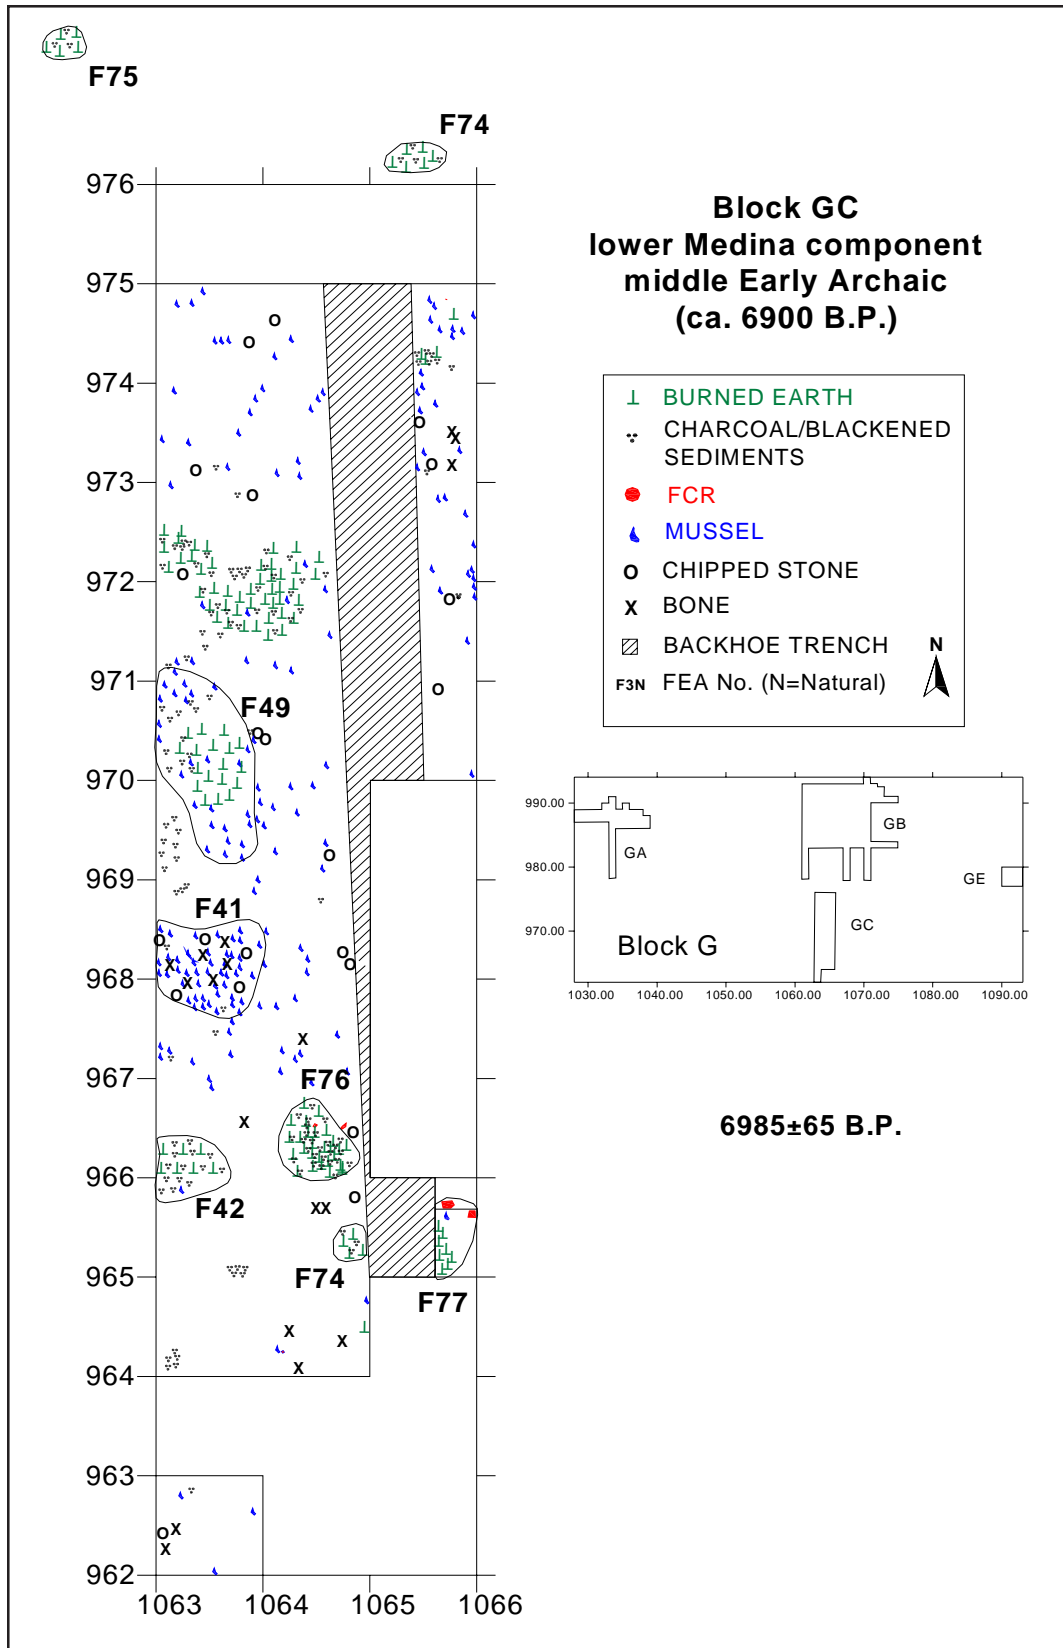 F75
F74
976
975
974
973
972
971
970
969
968
967
966
965
964
963
962
1063 1064 1065 1066
F49
F41
F76
F42
F74
F77
Block GC
lower Medina component
middle Early Archaic
(ca. 6900 B.P.)
BURNED EARTH
CHARCOAL/BLACKENED
SEDIMENTS
FCR
MUSSEL
CHIPPED STONE
BONE
BACKHOE TRENCH
F3N FEA No. (N=Natural)
N
990.00
980.00
970.00
GA
GB
GE
GC
Block G
1030.00 1040.00 1050.00 1060.00 1070.00 1080.00 1090.00
6985±65 B.P.